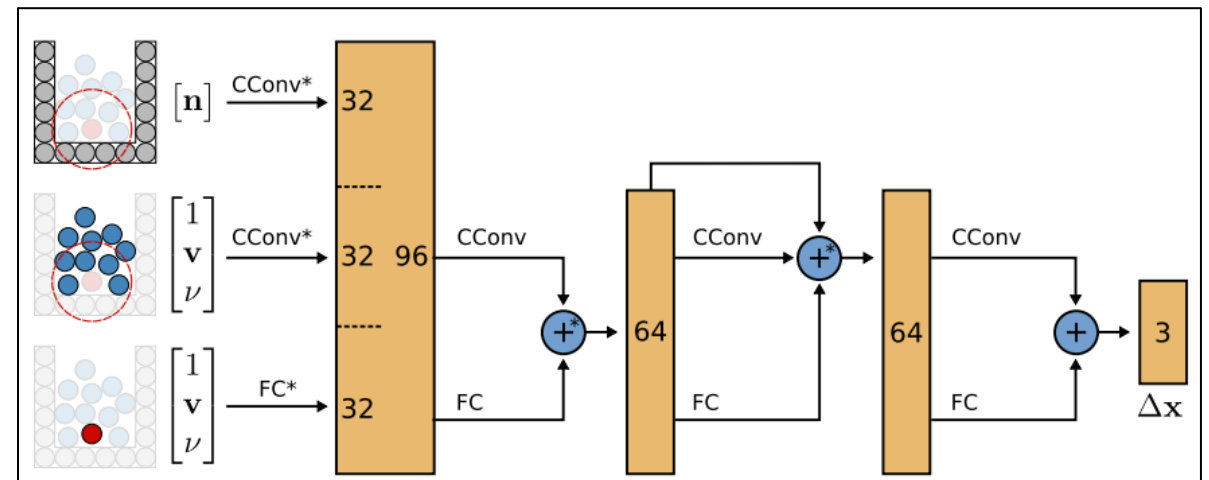 [n] CConv* 32
[1 v ν] CConv* 32 96
[1 v ν] FC* 32
CConv
FC
+*
64
CConv
FC
+*
64
CConv
FC
+
3
Δx